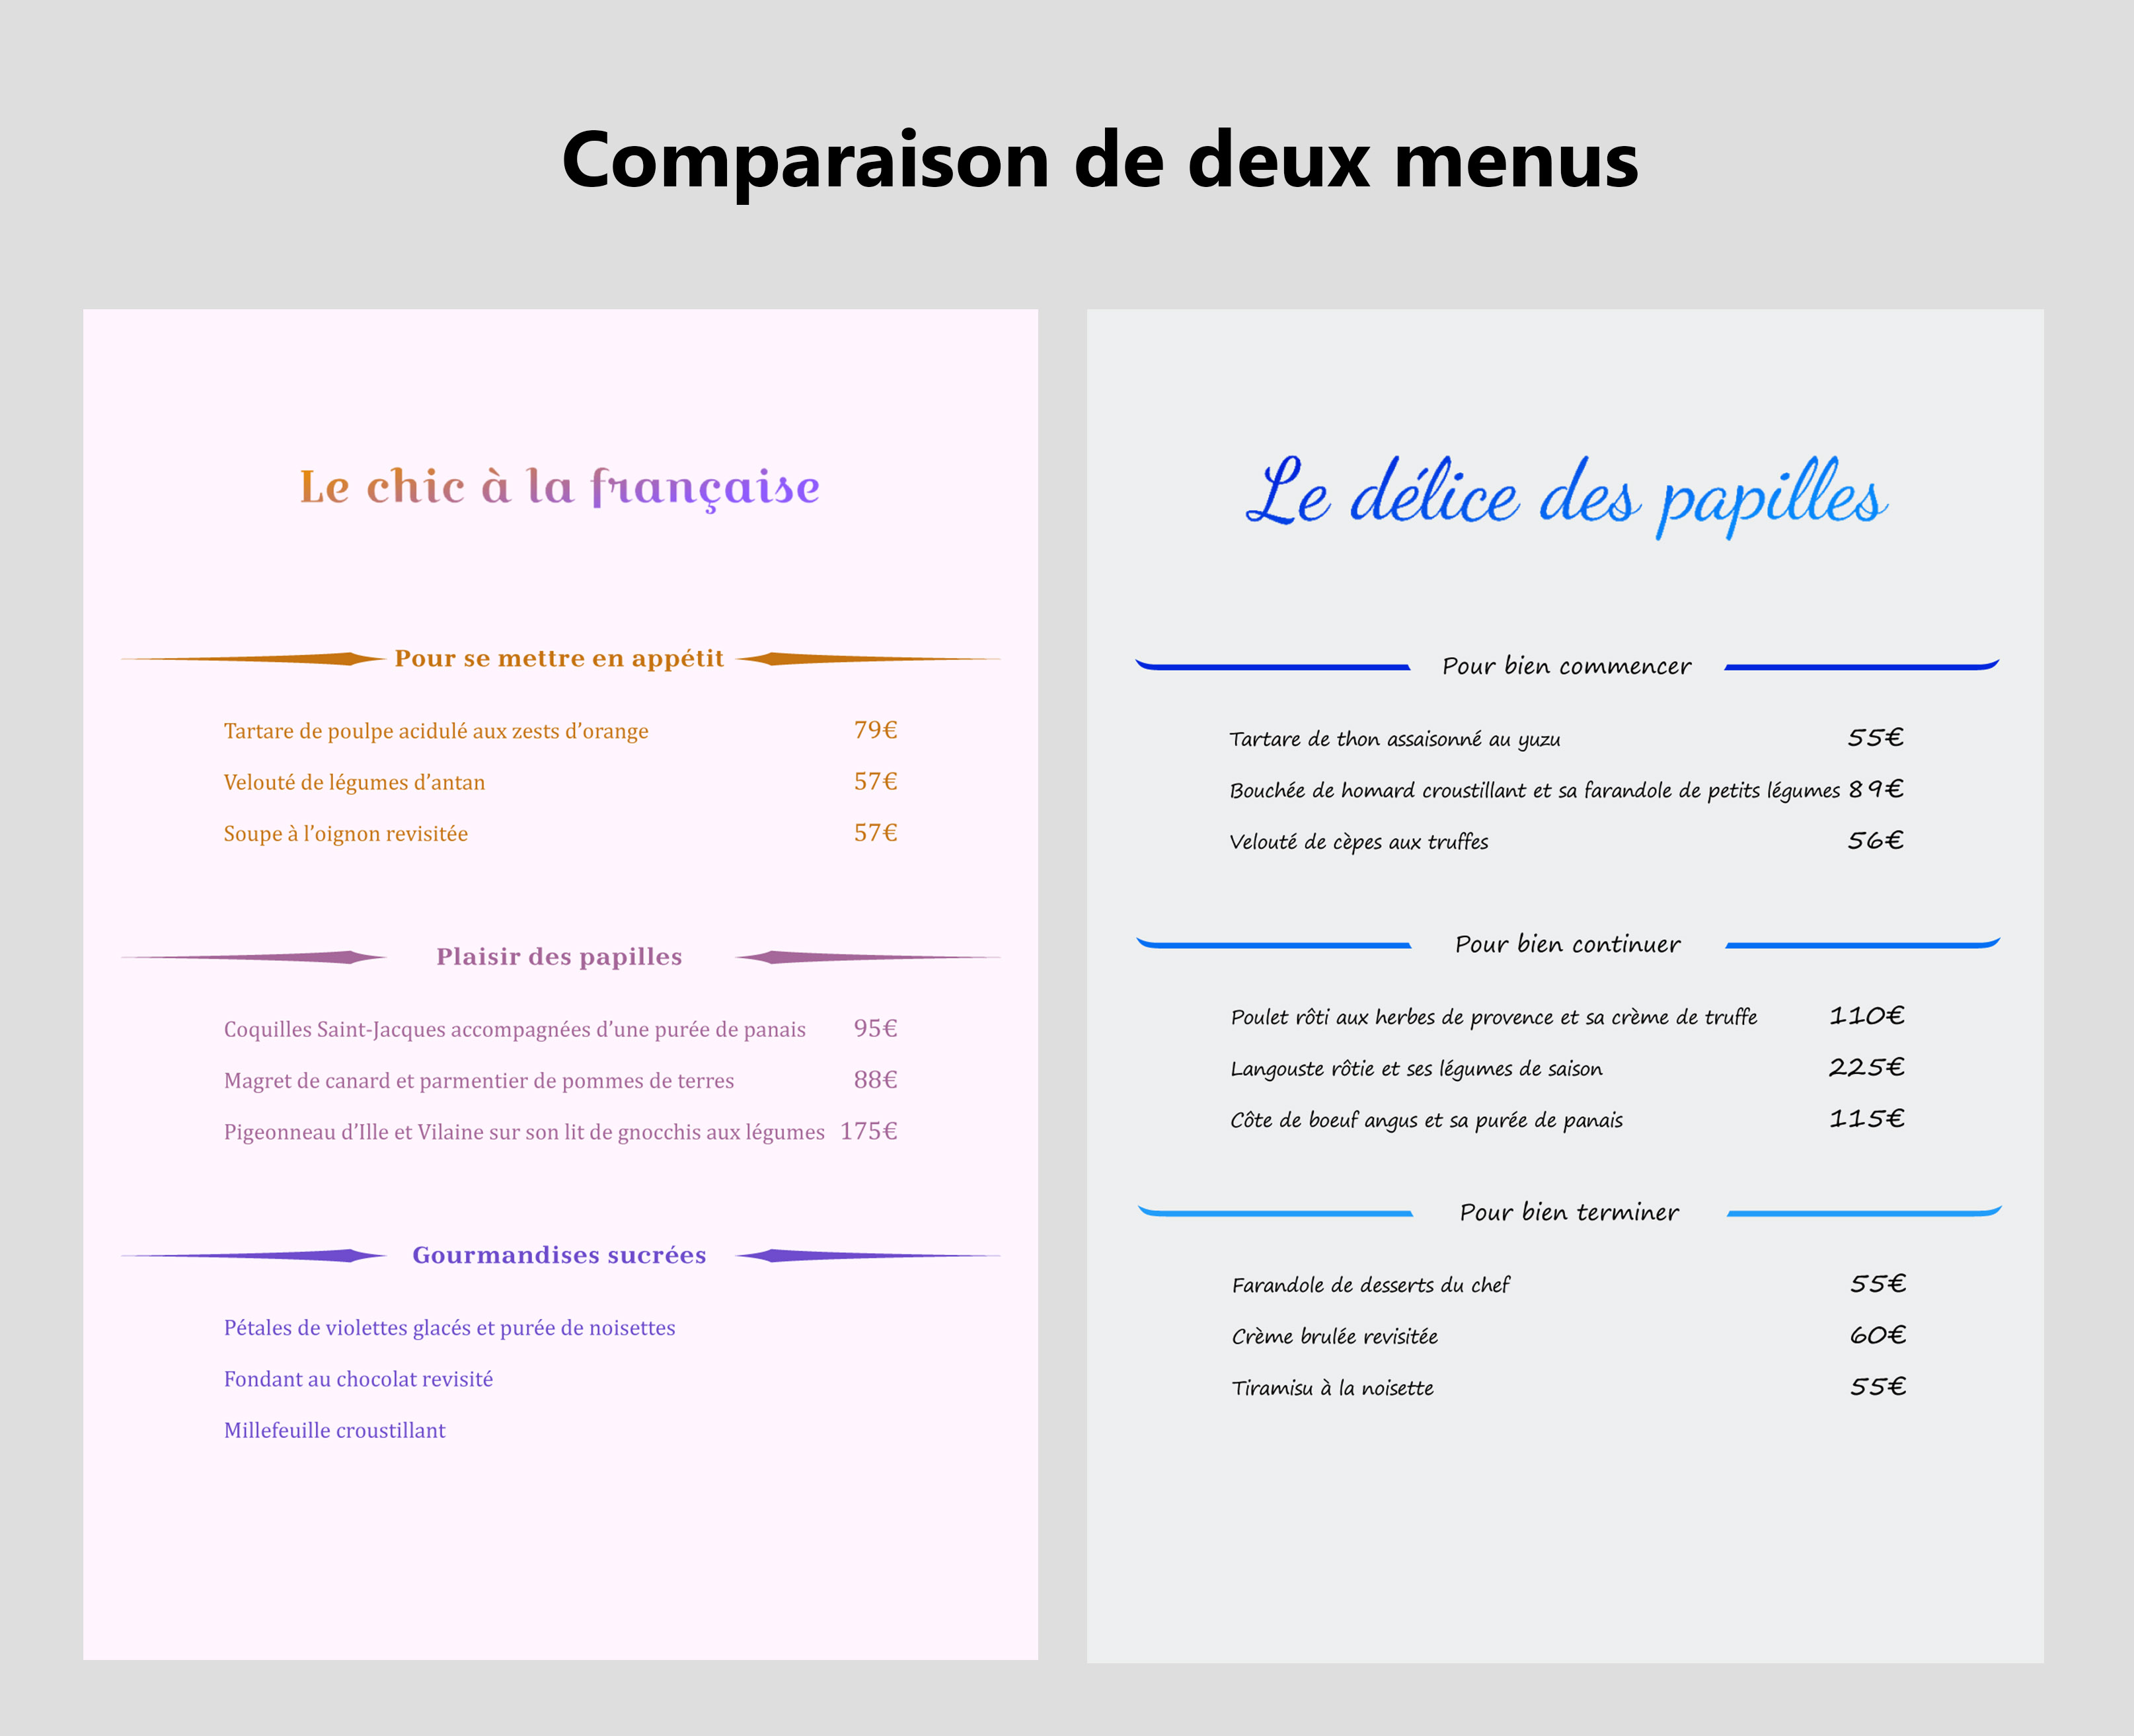 Comparaison de deux menus
Le chic à la française
Pour se mettre en appétit
Tartare de poulpe acidulé aux zests d’orange 79€
Velouté de légumes d’antan 57€
Soupe à l’oignon revisitée 57€
Plaisir des papilles
Coquilles Saint-Jacques accompagnées d’une purée de panais 95€
Magret de canard et parmentier de pommes de terres 88€
Pigeonneau d’Ille et Vilaine sur son lit de gnocchis aux légumes 175€
Gourmandises sucrées
Pétales de violettes glacés et purée de noisettes
Fondant au chocolat revisité
Millefeuille croustillant
Le délice des papilles
Pour bien commencer
Tartare de thon assaisonné au yuzu 55€
Bouchée de homard croustillant et sa farandole de petits légumes 89€
Velouté de cèpes aux truffes 56€
Pour bien continuer
Poulet rôti aux herbes de provence et sa crème de truffe 110€
Langouste rôtie et ses légumes de saison 225€
Côte de boeuf angus et sa purée de panais 115€
Pour bien terminer
Farandole de desserts du chef 55€
Crème brulée revisitée 60€
Tiramisu à la noisette 55€